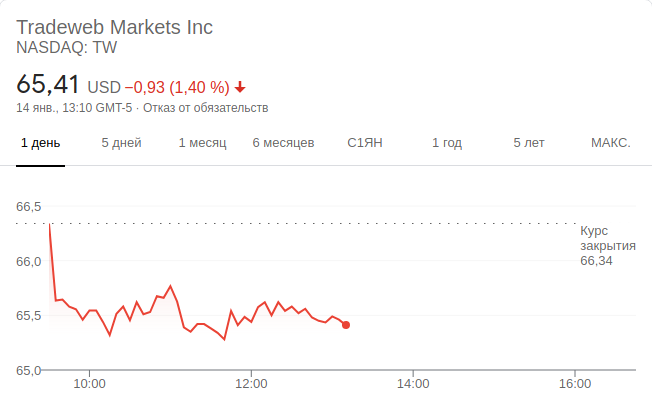 Tradeweb Markets Inc
NASDAQ: TW
65,41 USD −0,93 (1,40 %)
14 янв., 13:10 GMT-5 · Отказ от обязательств
1 день 5 дней 1 месяц 6 месяцев С1ЯН 1 год 5 лет МАКС.
66,5
Курс
закрытия
66,34
66,0
65,5
65,0
10:00 12:00 14:00 16:00